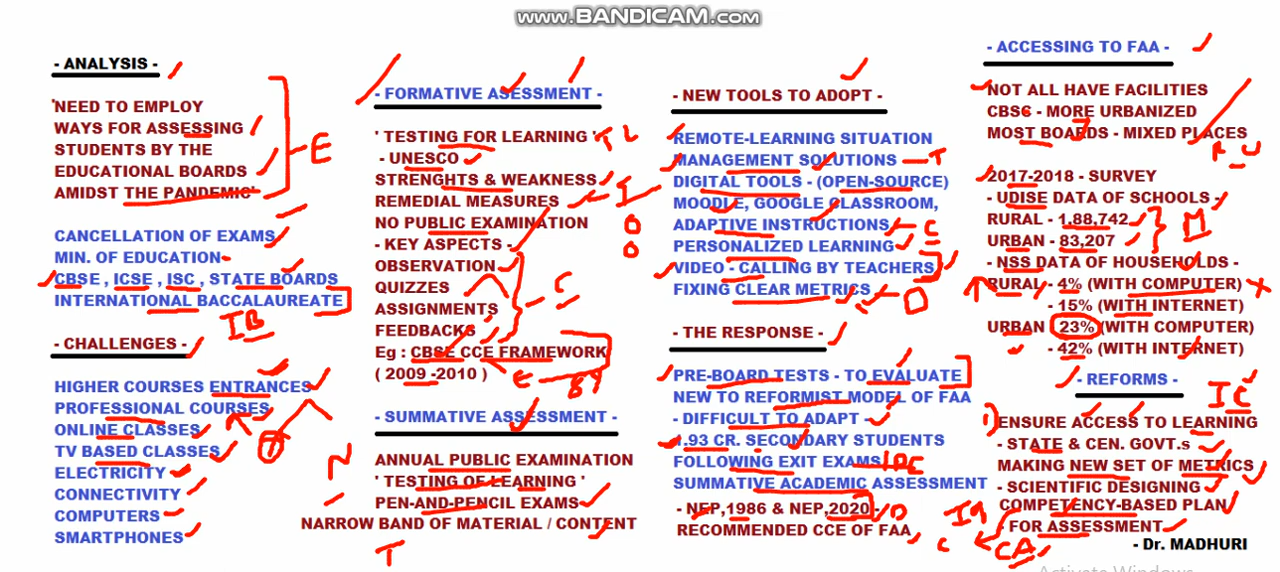 www.BANDICAM.com
- ANALYSIS -
'NEED TO EMPLOY
WAYS FOR ASSESSING
STUDENTS BY THE
EDUCATIONAL BOARDS
AMIDST THE PANDEMIC'
E
CANCELLATION OF EXAMS
MIN. OF EDUCATION
CBSE , ICSE , ISC , STATE BOARDS
INTERNATIONAL BACCALAUREATE
IB
- CHALLENGES -
HIGHER COURSES ENTRANCES
PROFESSIONAL COURSES
ONLINE CLASSES
TV BASED CLASSES
ELECTRICITY
CONNECTIVITY
COMPUTERS
SMARTPHONES
- FORMATIVE ASESSMENT -
' TESTING FOR LEARNING '
- UNESCO
STRENGHTS & WEAKNESS
REMEDIAL MEASURES
NO PUBLIC EXAMINATION
- KEY ASPECTS -
OBSERVATION
QUIZZES
ASSIGNMENTS
FEEDBACKS
Eg : CBSE CCE FRAMEWORK
( 2009 -2010 )
- SUMMATIVE ASSESSMENT -
ANNUAL PUBLIC EXAMINATION
' TESTING OF LEARNING '
PEN-AND-PENCIL EXAMS
NARROW BAND OF MATERIAL / CONTENT
T
- NEW TOOLS TO ADOPT -
REMOTE-LEARNING SITUATION
MANAGEMENT SOLUTIONS
DIGITAL TOOLS - (OPEN-SOURCE)
MOODLE, GOOGLE CLASSROOM,
ADAPTIVE INSTRUCTIONS
PERSONALIZED LEARNING
VIDEO - CALLING BY TEACHERS
FIXING CLEAR METRICS
- THE RESPONSE -
PRE-BOARD TESTS - TO EVALUATE
NEW TO REFORMIST MODEL OF FAA
- DIFFICULT TO ADAPT -
1.93 CR. SECONDARY STUDENTS
FOLLOWING EXIT EXAMS
SUMMATIVE ACADEMIC ASSESSMENT
- NEP,1986 & NEP,2020 -
RECOMMENDED CCE OF FAA
- ACCESSING TO FAA -
NOT ALL HAVE FACILITIES
CBSC - MORE URBANIZED
MOST BOARDS - MIXED PLACES
2017-2018 - SURVEY
- UDISE DATA OF SCHOOLS -
RURAL - 1,88,742
URBAN - 83,207
M
- NSS DATA OF HOUSEHOLDS -
RURAL - 4% (WITH COMPUTER)
- 15% (WITH INTERNET)
URBAN 23% (WITH COMPUTER)
- 42% (WITH INTERNET)
- REFORMS -
IC
1) ENSURE ACCESS TO LEARNING
- STATE & CEN. GOVT.s
MAKING NEW SET OF METRICS
- SCIENTIFIC DESIGNING
COMPETENCY-BASED PLAN
- FOR ASSESSMENT
CA
- Dr. MADHURI